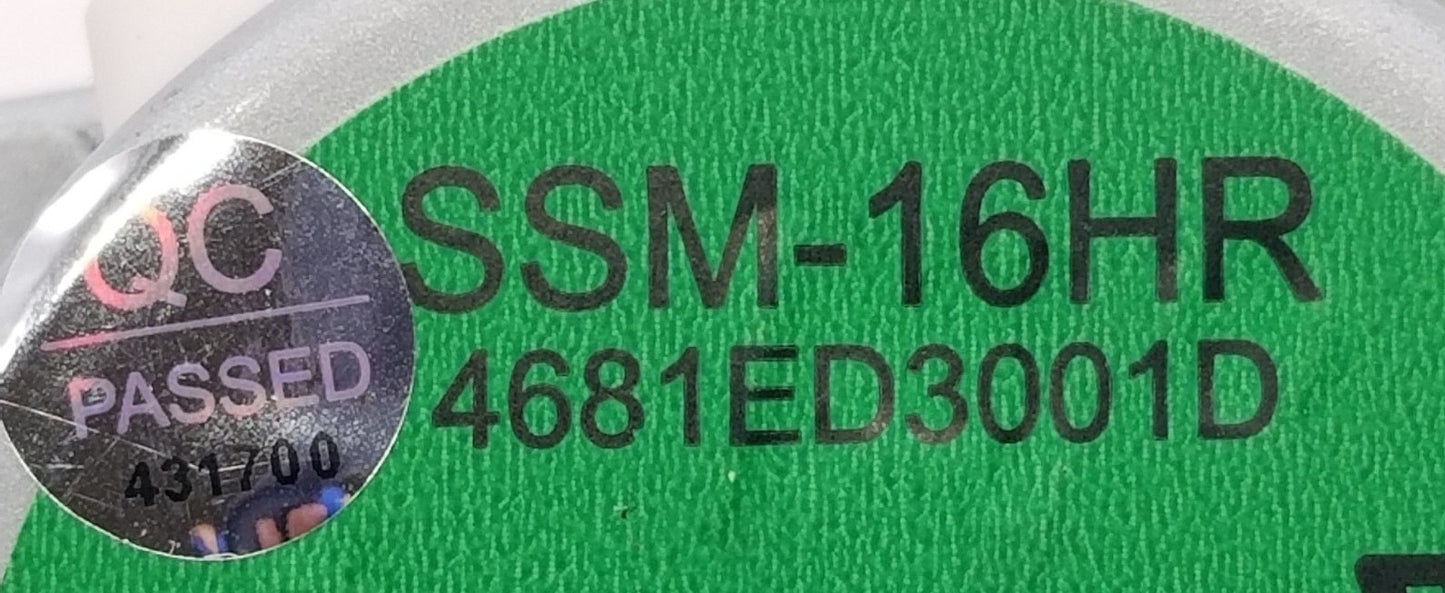 QC
PASSED
431700
SSM-16HR
4681ED3001D